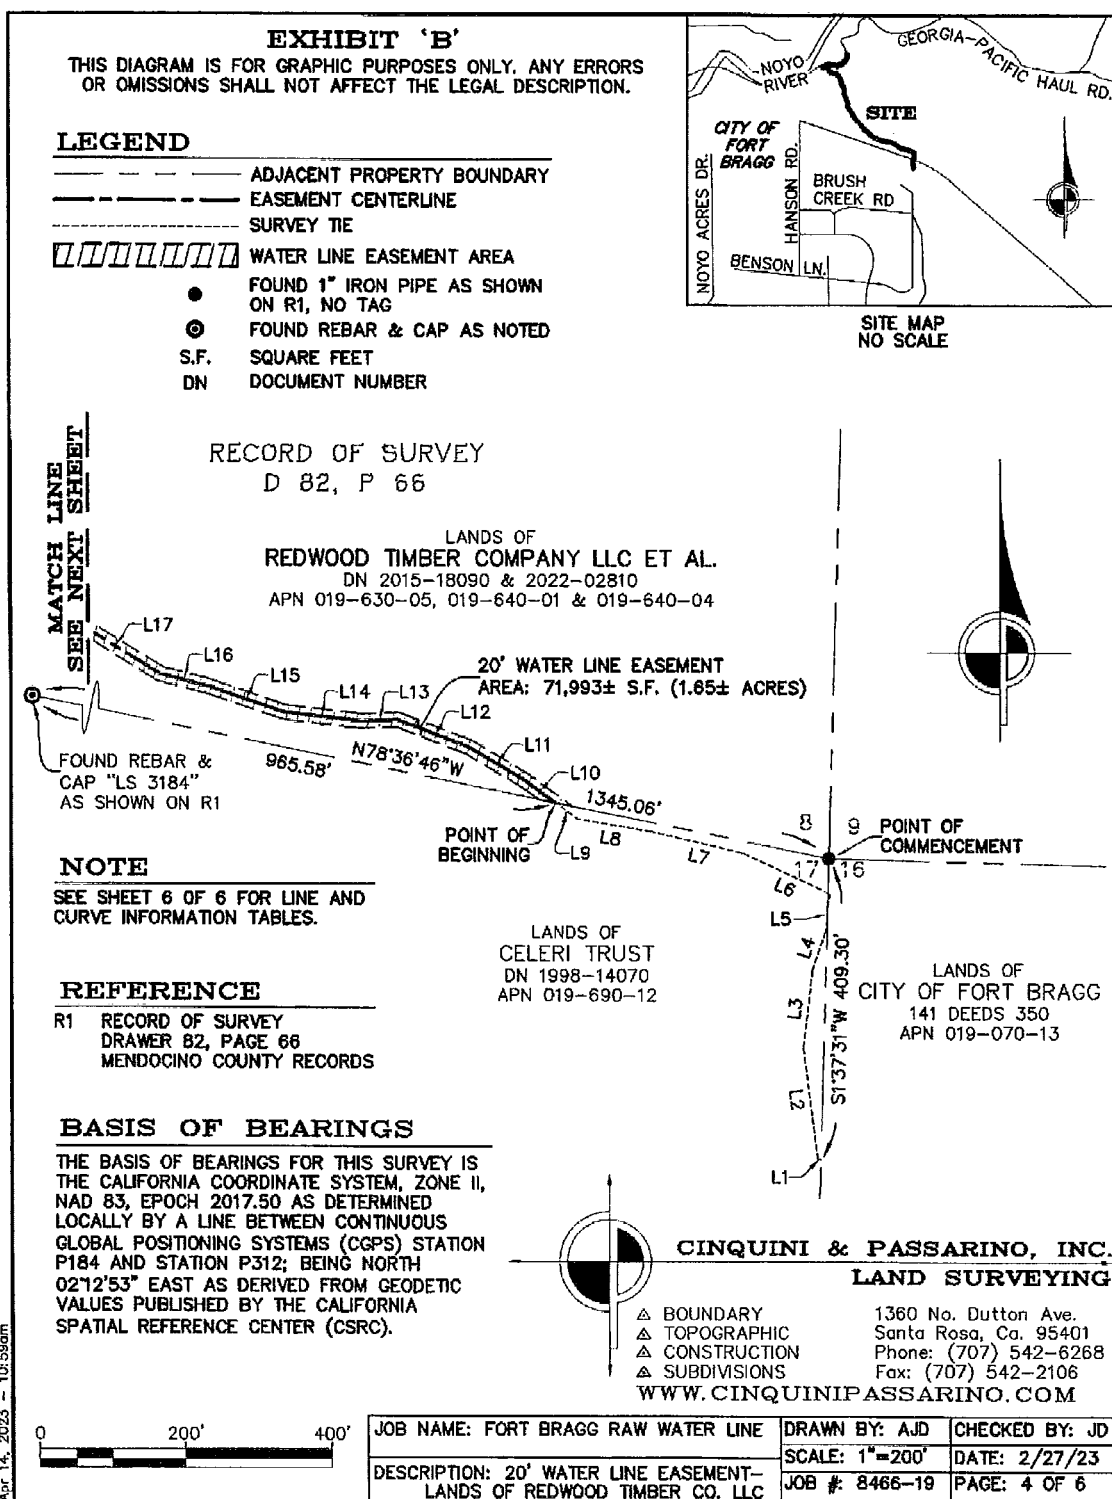 EXHIBIT 'B'
THIS DIAGRAM IS FOR GRAPHIC PURPOSES ONLY. ANY ERRORS
OR OMISSIONS SHALL NOT AFFECT THE LEGAL DESCRIPTION.
LEGEND
ADJACENT PROPERTY BOUNDARY
EASEMENT CENTERLINE
SURVEY TIE
WATER LINE EASEMENT AREA
FOUND 1" IRON PIPE AS SHOWN
ON R1, NO TAG
FOUND REBAR & CAP AS NOTED
S.F. SQUARE FEET
DN DOCUMENT NUMBER
NOYO
RIVER
GEORGIA-PACIFIC HAUL RD.
SITE
CITY OF
FORT
BRAGG
NOYO ACRES DR.
HANSON RD.
BRUSH
CREEK RD
BENSON LN.
SITE MAP
NO SCALE
MATCH LINE
SEE NEXT SHEET
RECORD OF SURVEY
D 82, P 66
LANDS OF
REDWOOD TIMBER COMPANY LLC ET AL.
DN 2015-18090 & 2022-02810
APN 019-630-05, 019-640-01 & 019-640-04
L17
L16
L15
L14
L13
20' WATER LINE EASEMENT
AREA: 71,993± S.F. (1.65± ACRES)
L12
L11
L10
965.58'
N78°36'46"W
1345.06'
FOUND REBAR &
CAP "LS 3184"
AS SHOWN ON R1
POINT OF
BEGINNING
L9
L8
L7
L6
8 9
17 16
POINT OF
COMMENCEMENT
L5
L4
L3
L2
L1
S1°37'31"W 409.30'
NOTE
SEE SHEET 6 OF 6 FOR LINE AND
CURVE INFORMATION TABLES.
LANDS OF
CELERI TRUST
DN 1998-14070
APN 019-690-12
LANDS OF
CITY OF FORT BRAGG
141 DEEDS 350
APN 019-070-13
REFERENCE
R1 RECORD OF SURVEY
DRAWER 82, PAGE 66
MENDOCINO COUNTY RECORDS
BASIS OF BEARINGS
THE BASIS OF BEARINGS FOR THIS SURVEY IS
THE CALIFORNIA COORDINATE SYSTEM, ZONE II,
NAD 83, EPOCH 2017.50 AS DETERMINED
LOCALLY BY A LINE BETWEEN CONTINUOUS
GLOBAL POSITIONING SYSTEMS (CGPS) STATION
P184 AND STATION P312; BEING NORTH
02°12'53" EAST AS DERIVED FROM GEODETIC
VALUES PUBLISHED BY THE CALIFORNIA
SPATIAL REFERENCE CENTER (CSRC).
CINQUINI & PASSARINO, INC.
LAND SURVEYING
BOUNDARY
TOPOGRAPHIC
CONSTRUCTION
SUBDIVISIONS
1360 No. Dutton Ave.
Santa Rosa, Ca. 95401
Phone: (707) 542-6268
Fax: (707) 542-2106
WWW.CINQUINIPASSARINO.COM
0 200' 400'
JOB NAME: FORT BRAGG RAW WATER LINE
DESCRIPTION: 20' WATER LINE EASEMENT-
LANDS OF REDWOOD TIMBER CO. LLC
DRAWN BY: AJD
CHECKED BY: JD
SCALE: 1"=200'
DATE: 2/27/23
JOB #: 8466-19
PAGE: 4 OF 6
Apr 14, 2023 - 10:59am